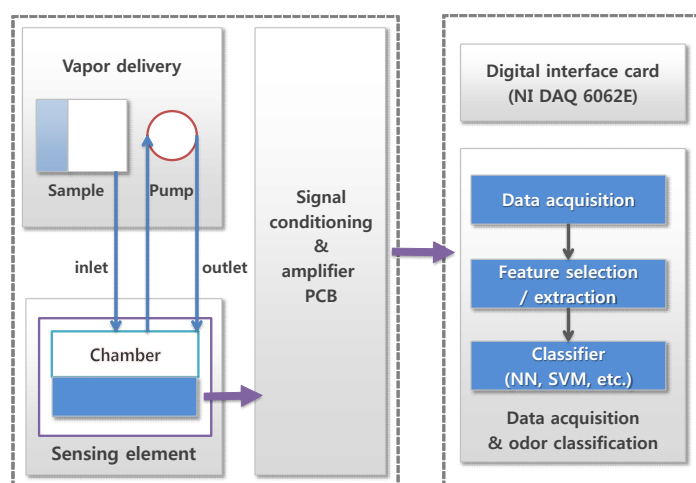 Vapor delivery
Sample
Pump
inlet
outlet
Chamber
Sensing element
Signal
conditioning
&
amplifier
PCB
Digital interface card
(NI DAQ 6062E)
Data acquisition
Feature selection
/ extraction
Classifier
(NN, SVM, etc.)
Data acquisition
& odor classification